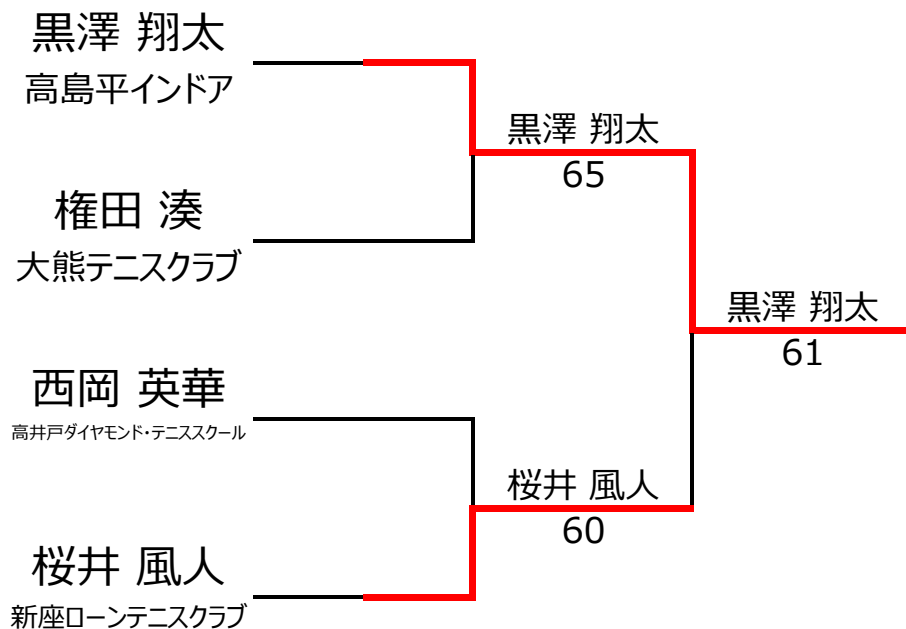 黒澤 翔太
高島平インドア
黒澤 翔太
65
権田 湊
大熊テニスクラブ
黒澤 翔太
61
西岡 英華
高井戸ダイヤモンド・テニススクール
桜井 風人
60
桜井 風人
新座ローンテニスクラブ